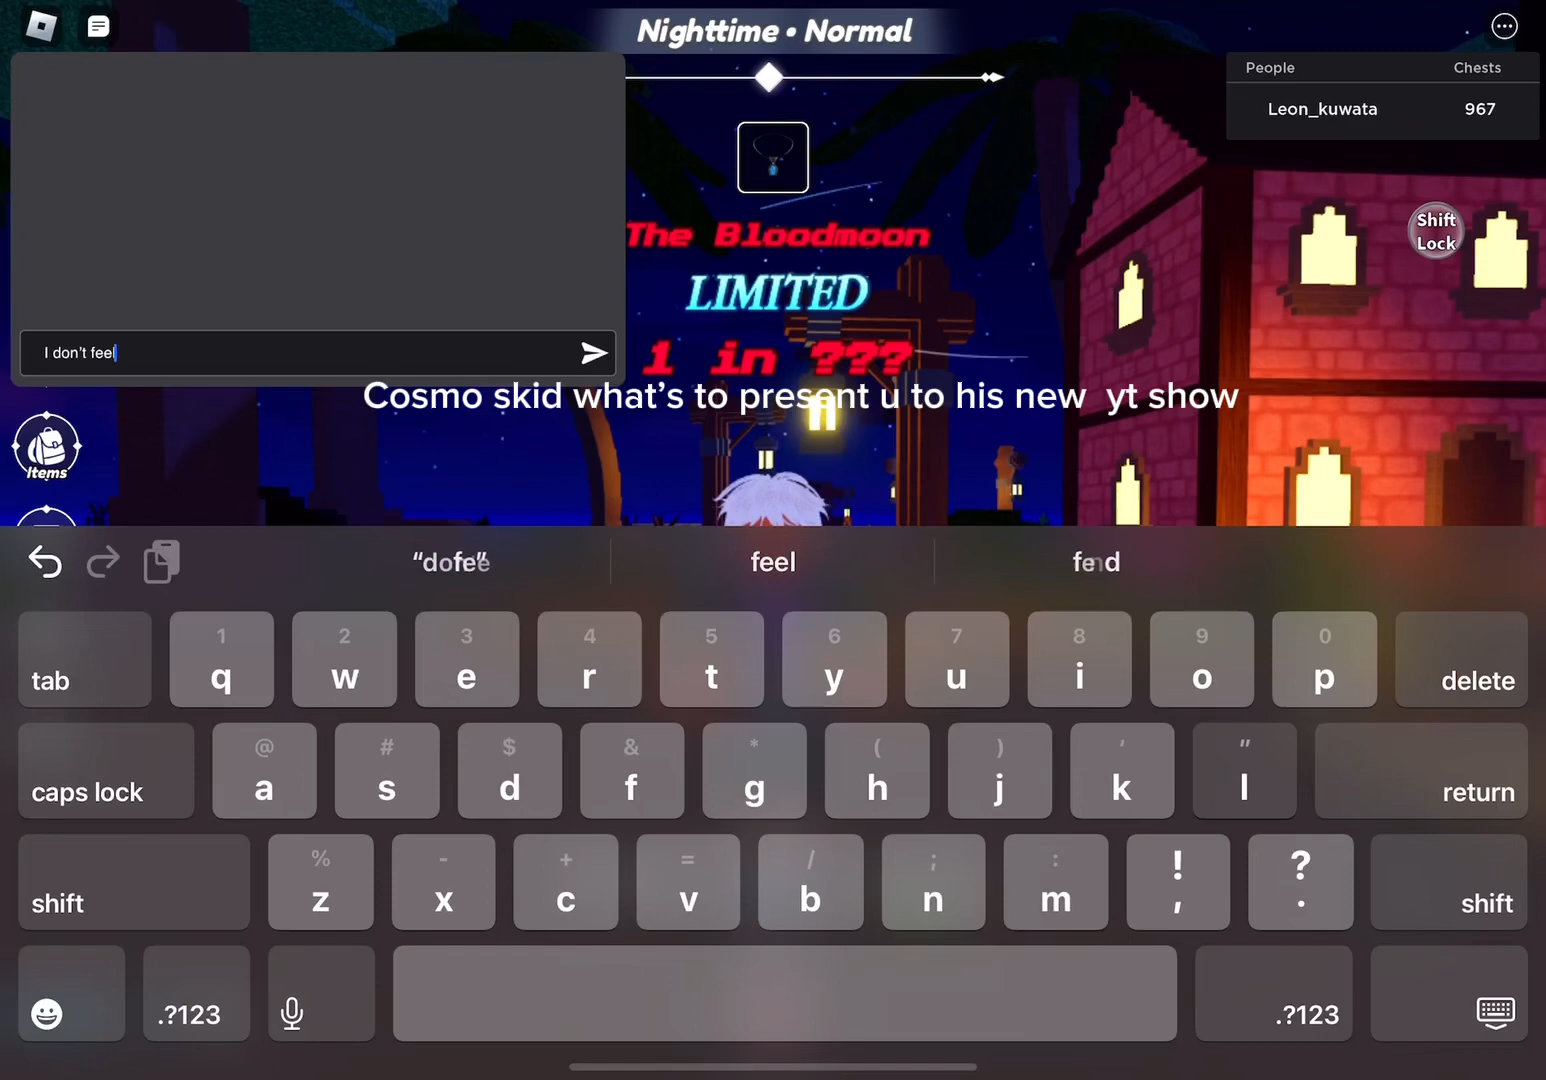 Nighttime • Normal
People Chests
Leon_kuwata 967
Shift
Lock
The Bloodmoon
LIMITED
1 in ???
I don’t feel
Cosmo skid what’s to present u to his new yt show
Items
feel
1 2 3 4 5 6 7 8 9 0
tab q w e r t y u i o p delete
@ # $ & * ( ) ' "
caps lock a s d f g h j k l return
% - + = / ; : ! ?
shift z x c v b n m , . shift
.?123 .?123